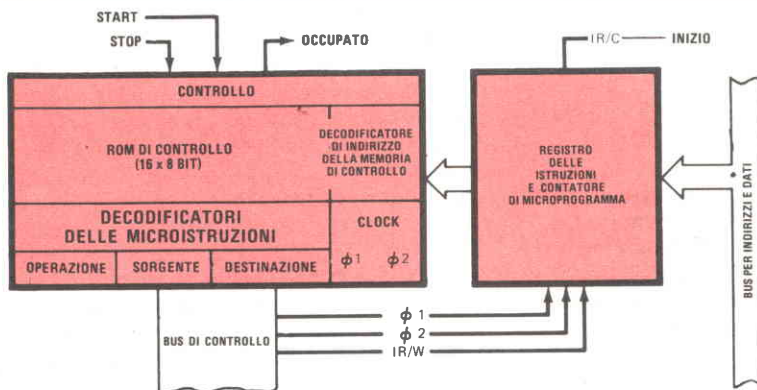 START
STOP
OCCUPATO
IR/C
INIZIO
CONTROLLO
ROM DI CONTROLLO
(16 x 8 BIT)
DECODIFICATORE
DI INDIRIZZO
DELLA MEMORIA
DI CONTROLLO
REGISTRO
DELLE
ISTRUZIONI
E CONTATORE
DI MICROPROGRAMMA
DECODIFICATORI
DELLE MICROISTRUZIONI
CLOCK
ϕ1 ϕ2
OPERAZIONE
SORGENTE
DESTINAZIONE
BUS DI CONTROLLO
ϕ 1
ϕ 2
IR/W
BUS PER INDIRIZZI E DATI